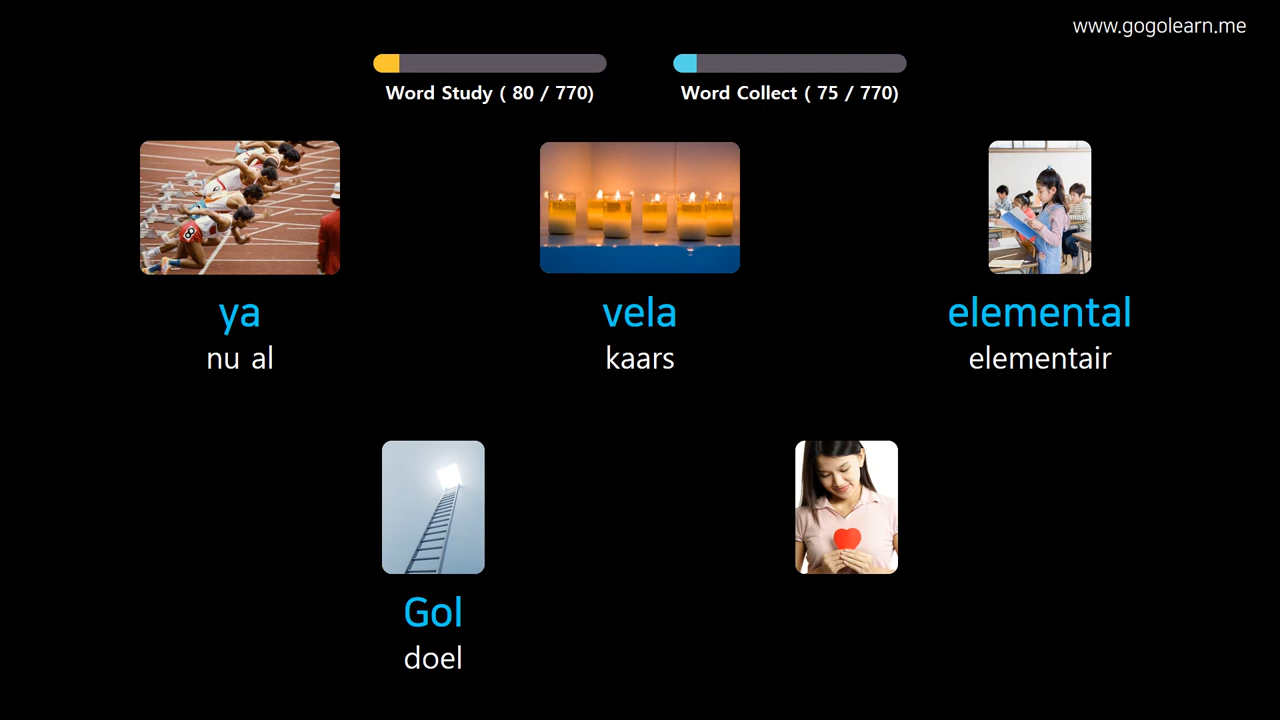 www.gogolearn.me
Word Study ( 80 / 770)
Word Collect ( 75 / 770)
ya
nu al
vela
kaars
elemental
elementair
Gol
doel